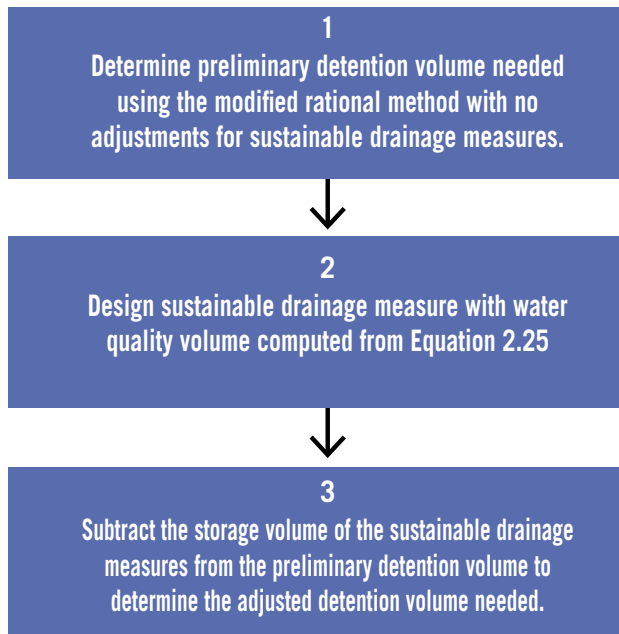 1
Determine preliminary detention volume needed
using the modified rational method with no
adjustments for sustainable drainage measures.
2
Design sustainable drainage measure with water
quality volume computed from Equation 2.25
3
Subtract the storage volume of the sustainable drainage
measures from the preliminary detention volume to
determine the adjusted detention volume needed.